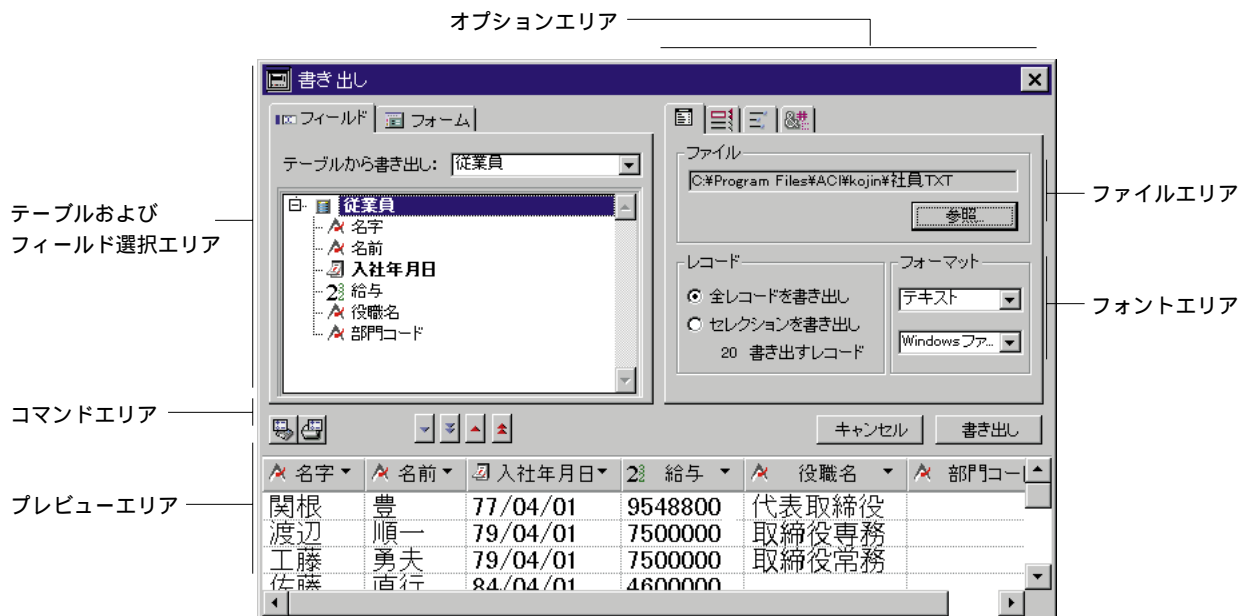 オプションエリア
書き出し
フィールド フォーム
テーブルから書き出し: 従業員
従業員
名字
名前
入社年月日
給与
役職名
部門コード
ファイル
C:¥Program Files¥ACI¥kojin¥社員TXT
参照...
レコード
全レコードを書き出し
セレクションを書き出し
20 書き出すレコード
フォーマット
テキスト
Windowsファ...
テーブルおよび
フィールド選択エリア
ファイルエリア
フォントエリア
コマンドエリア
キャンセル 書き出し
プレビューエリア
名字 名前 入社年月日 給与 役職名 部門コー
関根 豊 77/04/01 9548800 代表取締役
渡辺 順一 79/04/01 7500000 取締役専務
工藤 勇夫 79/04/01 7500000 取締役常務
佐藤 直行 84/04/01 4600000